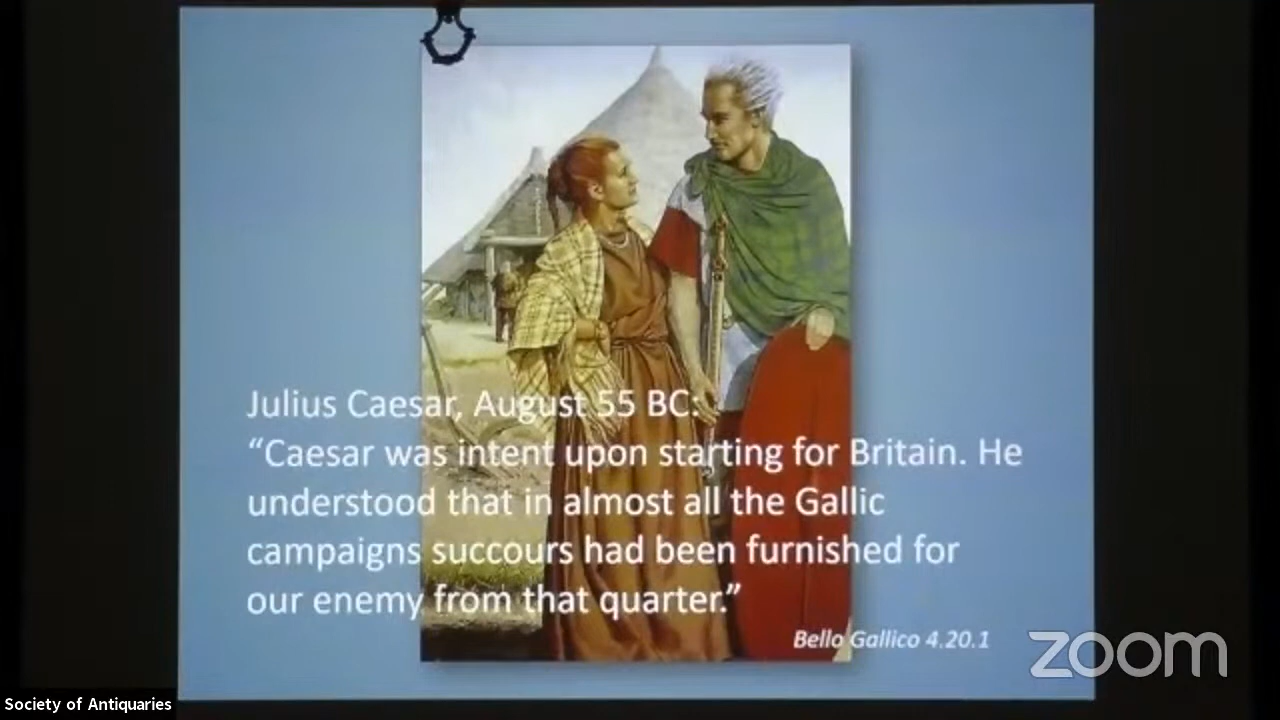 Julius Caesar, August 55 BC:
“Caesar was intent upon starting for Britain. He
understood that in almost all the Gallic
campaigns succours had been furnished for
our enemy from that quarter.”
Bello Gallico 4.20.1
zoom
Society of Antiquaries